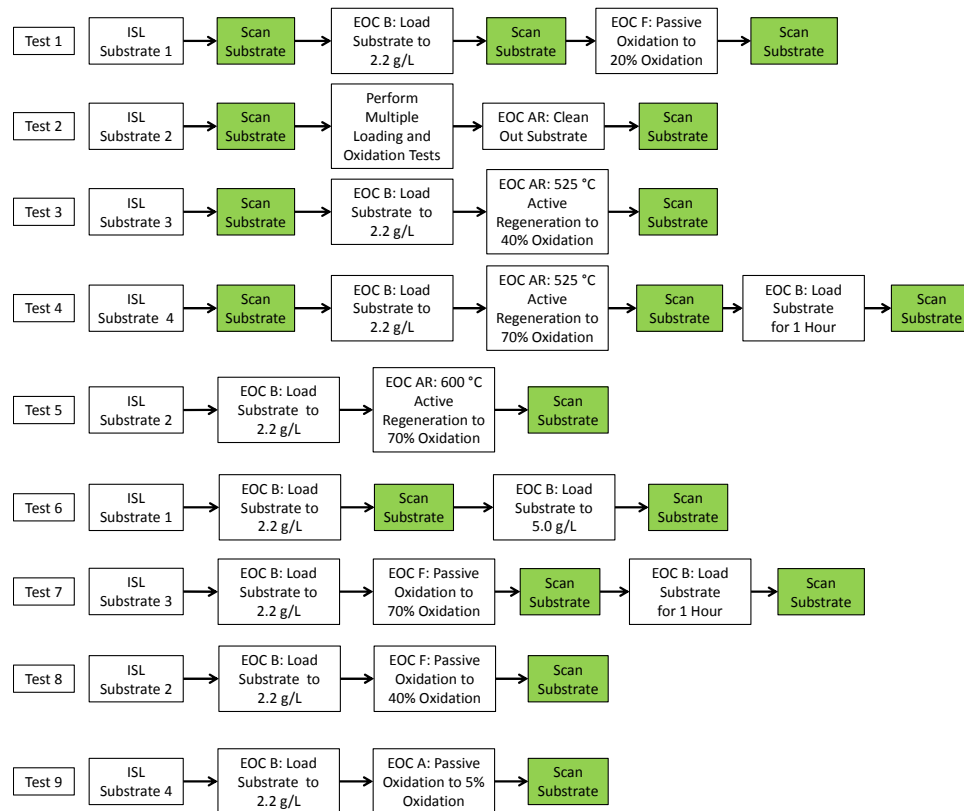 Test 1
ISL
Substrate 1
Scan
Substrate
EOC B: Load
Substrate to
2.2 g/L
Scan
Substrate
EOC F: Passive
Oxidation to
20% Oxidation
Scan
Substrate
Test 2
ISL
Substrate 2
Scan
Substrate
Perform
Multiple
Loading and
Oxidation Tests
EOC AR: Clean
Out Substrate
Scan
Substrate
Test 3
ISL
Substrate 3
Scan
Substrate
EOC B: Load
Substrate to
2.2 g/L
EOC AR: 525 °C
Active
Regeneration to
40% Oxidation
Scan
Substrate
Test 4
ISL
Substrate 4
Scan
Substrate
EOC B: Load
Substrate to
2.2 g/L
EOC AR: 525 °C
Active
Regeneration to
70% Oxidation
Scan
Substrate
EOC B: Load
Substrate
for 1 Hour
Scan
Substrate
Test 5
ISL
Substrate 2
EOC B: Load
Substrate to
2.2 g/L
EOC AR: 600 °C
Active
Regeneration to
70% Oxidation
Scan
Substrate
Test 6
ISL
Substrate 1
EOC B: Load
Substrate to
2.2 g/L
Scan
Substrate
EOC B: Load
Substrate to
5.0 g/L
Scan
Substrate
Test 7
ISL
Substrate 3
EOC B: Load
Substrate to
2.2 g/L
EOC F: Passive
Oxidation to
70% Oxidation
Scan
Substrate
EOC B: Load
Substrate
for 1 Hour
Scan
Substrate
Test 8
ISL
Substrate 2
EOC B: Load
Substrate to
2.2 g/L
EOC F: Passive
Oxidation to
40% Oxidation
Scan
Substrate
Test 9
ISL
Substrate 4
EOC B: Load
Substrate to
2.2 g/L
EOC A: Passive
Oxidation to 5%
Oxidation
Scan
Substrate